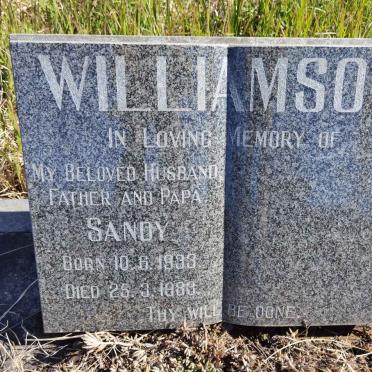 WILLIAMSO
IN LOVING MEMORY OF
MY BELOVED HUSBAND,
FATHER AND PAPA
SANDY
BORN 10. 6. 1933
DIED 25. 3. 1989.
THY WILL BE DONE.